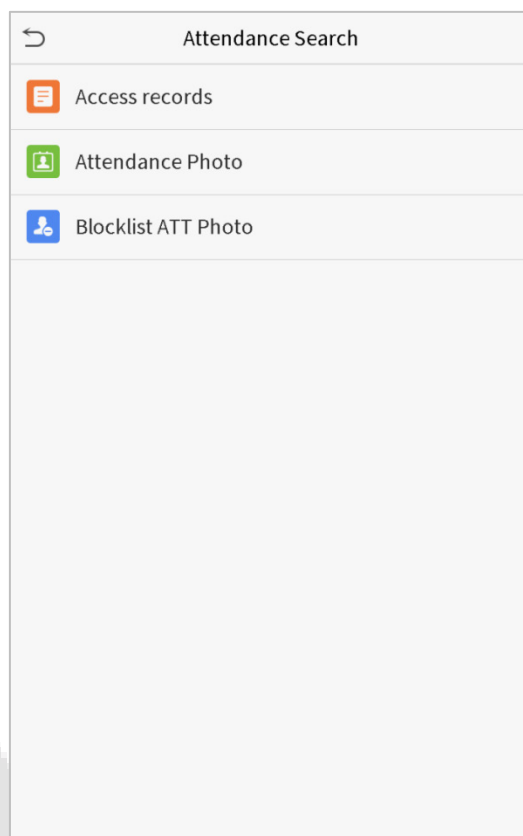 Attendance Search
Access records
Attendance Photo
Blocklist ATT Photo